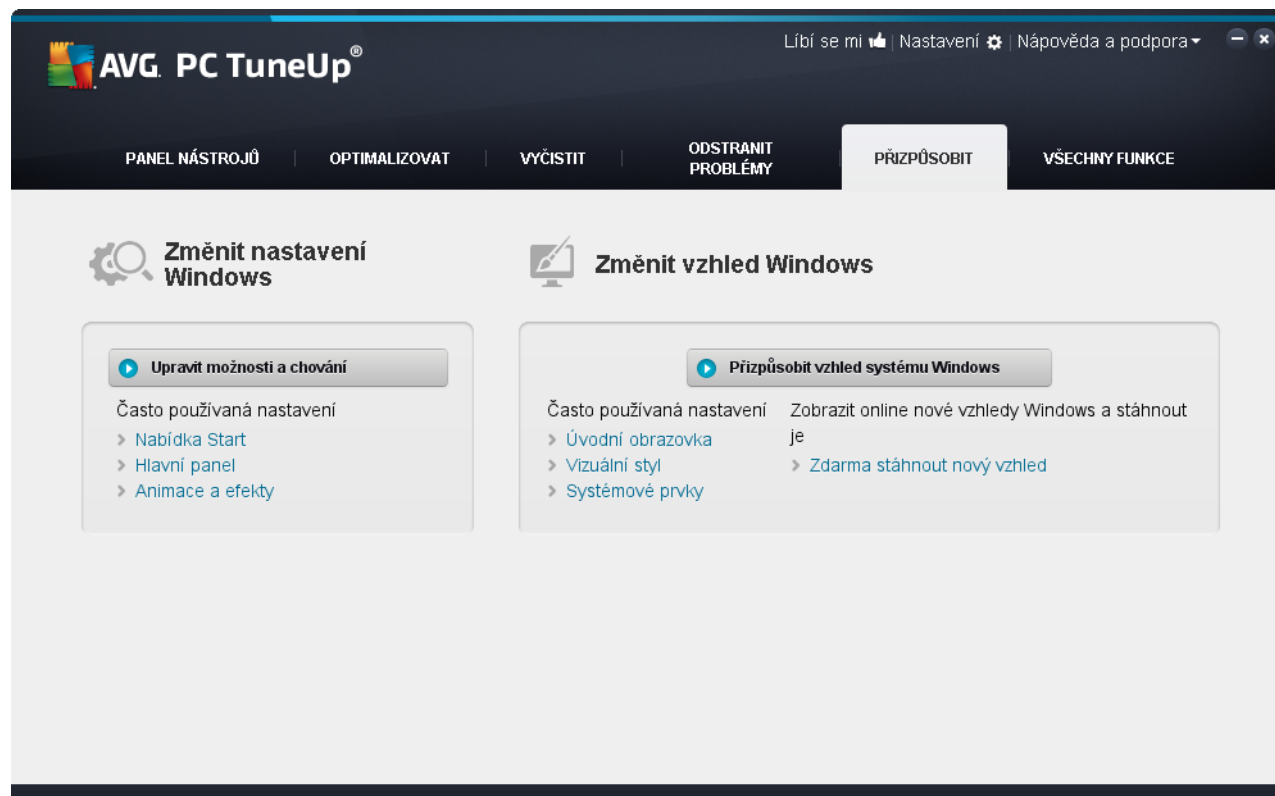 Líbí se mi | Nastavení | Nápověda a podpora
AVG. PC TuneUp®
PANEL NÁSTROJŮ | OPTIMALIZOVAT | VYČISTIT | ODSTRANIT PROBLÉMY | PŘIZPŮSOBIT | VŠECHNY FUNKCE
Změnit nastavení
Windows
Změnit vzhled Windows
Upravit možnosti a chování
Často používaná nastavení
Nabídka Start
Hlavní panel
Animace a efekty
Přizpůsobit vzhled systému Windows
Často používaná nastavení
Úvodní obrazovka
Vizuální styl
Systémové prvky
Zobrazit online nové vzhledy Windows a stáhnout
je
Zdarma stáhnout nový vzhled